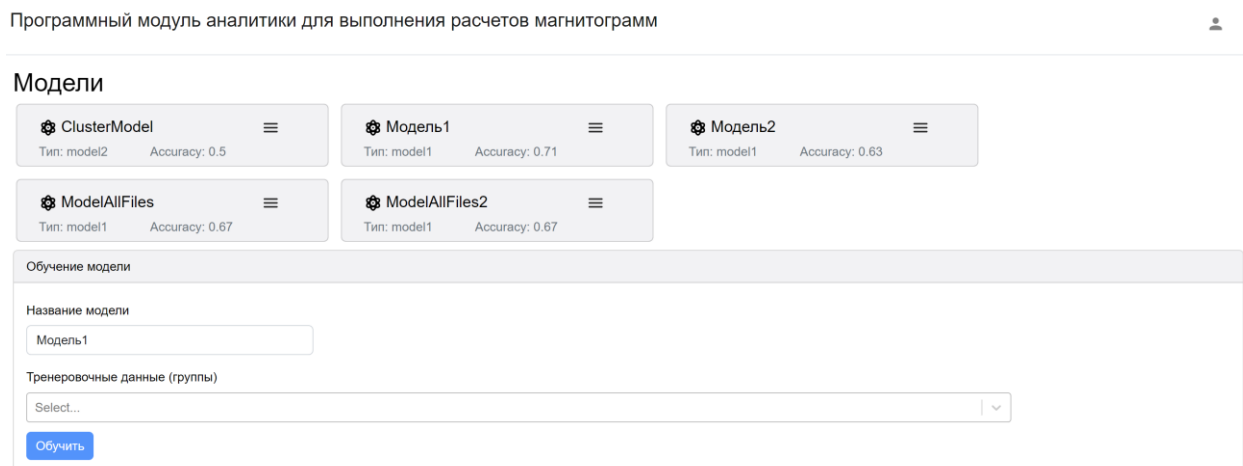 Программный модуль аналитики для выполнения расчетов магнитограмм
Модели
ClusterModel
Тип: model2 Accuracy: 0.5
Модель1
Тип: model1 Accuracy: 0.71
Модель2
Тип: model1 Accuracy: 0.63
ModelAllFiles
Тип: model1 Accuracy: 0.67
ModelAllFiles2
Тип: model1 Accuracy: 0.67
Обучение модели
Название модели
Модель1
Тренеровочные данные (группы)
Select...
Обучить